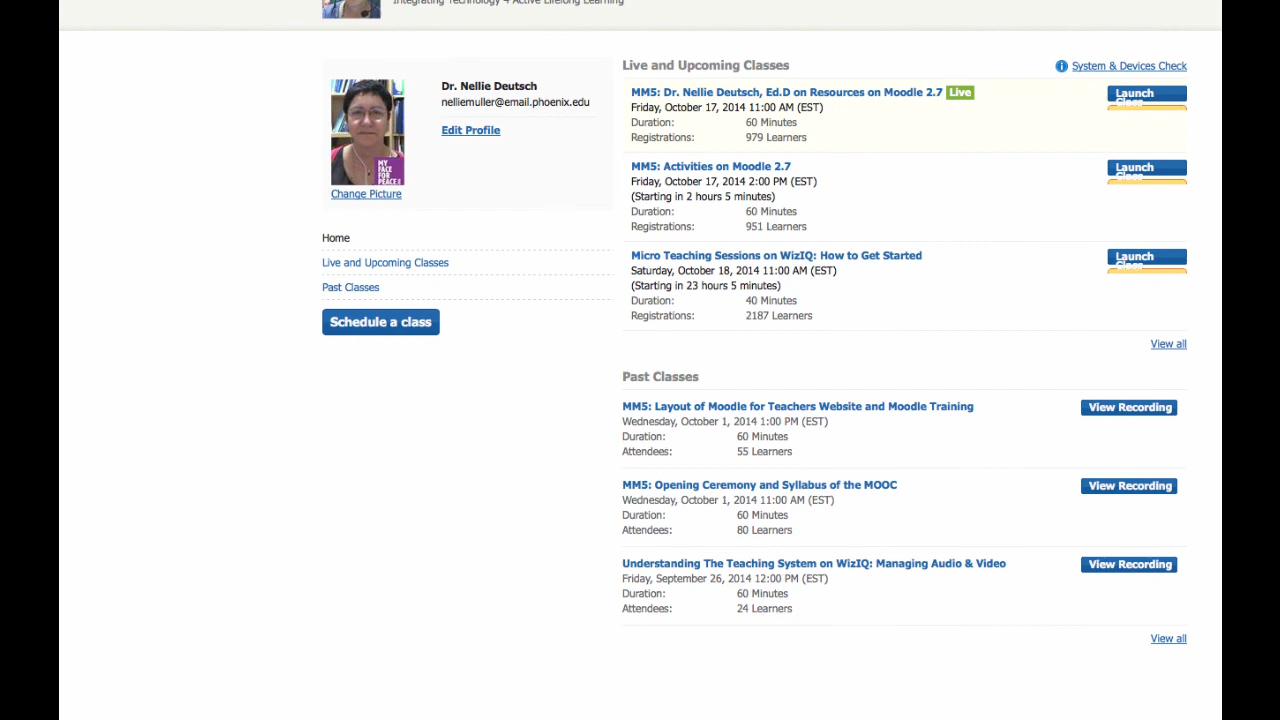 Integrating Technology 4 Active Lifelong Learning
Dr. Nellie Deutsch
nelliemuller@email.phoenix.edu
Edit Profile
MY
FACE
FOR
PEACE
Change Picture
Home
Live and Upcoming Classes
Past Classes
Schedule a class
Live and Upcoming Classes
System & Devices Check
MM5: Dr. Nellie Deutsch, Ed.D on Resources on Moodle 2.7 Live
Launch
Class
Friday, October 17, 2014 11:00 AM (EST)
Duration: 60 Minutes
Registrations: 979 Learners
MM5: Activities on Moodle 2.7
Launch
Class
Friday, October 17, 2014 2:00 PM (EST)
(Starting in 2 hours 5 minutes)
Duration: 60 Minutes
Registrations: 951 Learners
Micro Teaching Sessions on WizIQ: How to Get Started
Launch
Class
Saturday, October 18, 2014 11:00 AM (EST)
(Starting in 23 hours 5 minutes)
Duration: 40 Minutes
Registrations: 2187 Learners
View all
Past Classes
MM5: Layout of Moodle for Teachers Website and Moodle Training
View Recording
Wednesday, October 1, 2014 1:00 PM (EST)
Duration: 60 Minutes
Attendees: 55 Learners
MM5: Opening Ceremony and Syllabus of the MOOC
View Recording
Wednesday, October 1, 2014 11:00 AM (EST)
Duration: 60 Minutes
Attendees: 80 Learners
Understanding The Teaching System on WizIQ: Managing Audio & Video
View Recording
Friday, September 26, 2014 12:00 PM (EST)
Duration: 60 Minutes
Attendees: 24 Learners
View all